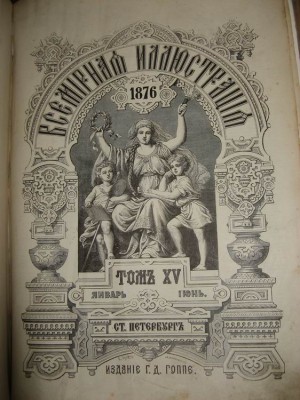 ВСЕМІРНАЯ ИЛЛЮСТРАЦІЯ
1876
ТОМЪ XV
ЯНВАРЬ ІЮНЬ.
СТ. ПЕТЕРБУРГЪ
ИЗДАНІЕ Г. Д. ГОППЕ.